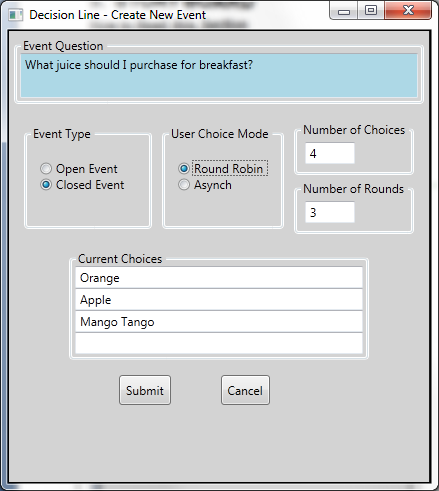 Decision Line - Create New Event
Event Question
What juice should I purchase for breakfast?
Event Type
Open Event
Closed Event
User Choice Mode
Round Robin
Asynch
Number of Choices
4
Number of Rounds
3
Current Choices
Orange
Apple
Mango Tango
Submit
Cancel